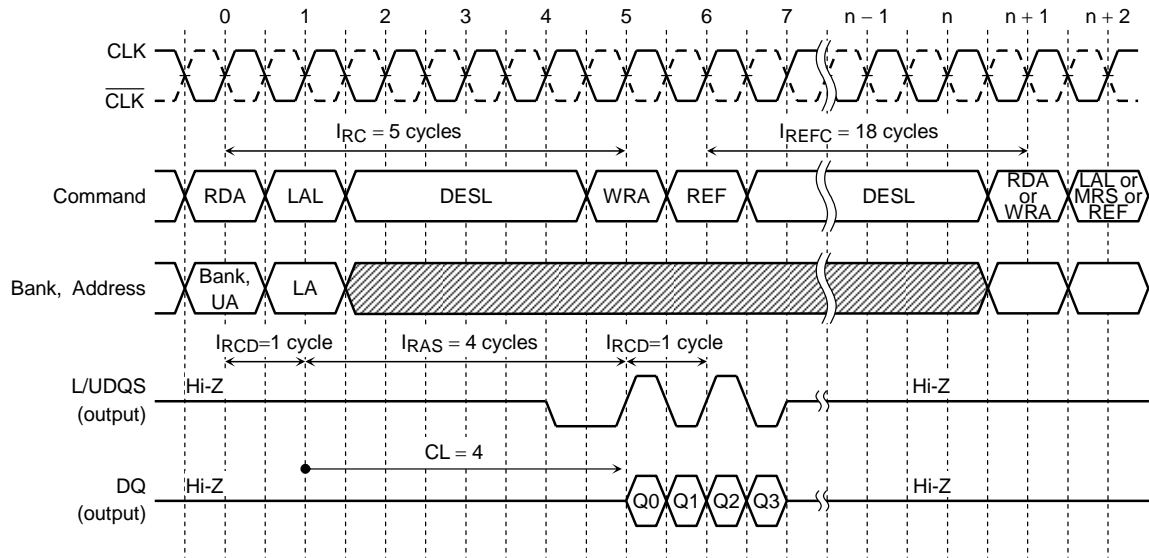 0 1 2 3 4 5 6 7 n − 1 n n + 1 n + 2
CLK
CLK
IRC = 5 cycles IREFC = 18 cycles
Command RDA LAL DESL WRA REF DESL RDA or WRA LAL or MRS or REF
Bank, Address Bank, UA LA
IRCD=1 cycle IRAS = 4 cycles IRCD=1 cycle
L/UDQS (output) Hi-Z Hi-Z
CL = 4
DQ (output) Hi-Z Q0 Q1 Q2 Q3 Hi-Z